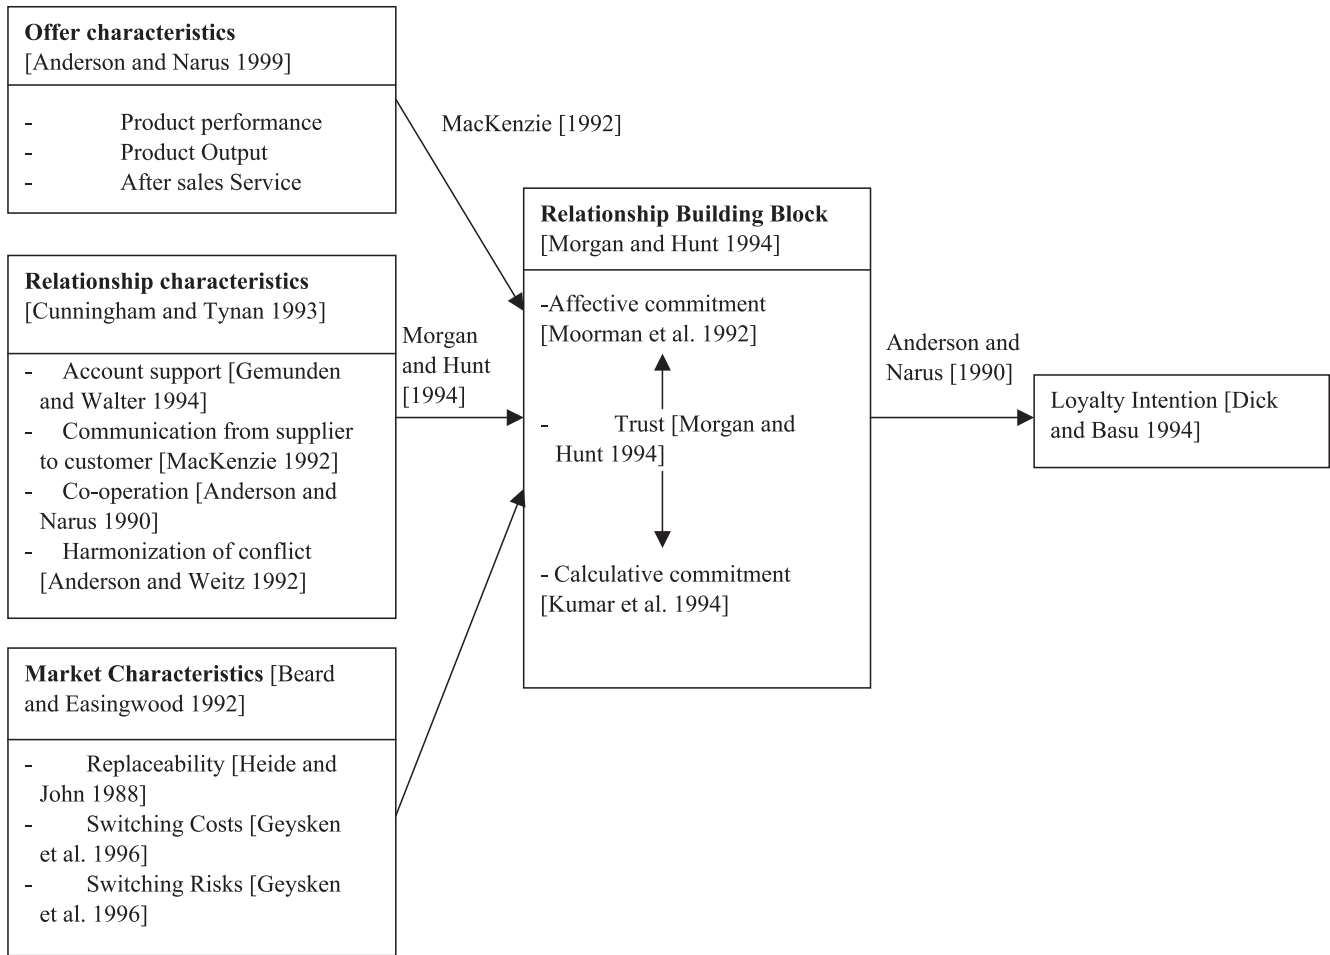 Offer characteristics
[Anderson and Narus 1999]
- Product performance
- Product Output
- After sales Service
MacKenzie [1992]
Relationship characteristics
[Cunningham and Tynan 1993]
- Account support [Gemunden
and Walter 1994]
- Communication from supplier
to customer [MacKenzie 1992]
- Co-operation [Anderson and
Narus 1990]
- Harmonization of conflict
[Anderson and Weitz 1992]
Morgan
and Hunt
[1994]
Market Characteristics [Beard
and Easingwood 1992]
- Replaceability [Heide and
John 1988]
- Switching Costs [Geysken
et al. 1996]
- Switching Risks [Geysken
et al. 1996]
Relationship Building Block
[Morgan and Hunt 1994]
-Affective commitment
[Moorman et al. 1992]
- Trust [Morgan and
Hunt 1994]
- Calculative commitment
[Kumar et al. 1994]
Anderson and
Narus [1990]
Loyalty Intention [Dick
and Basu 1994]